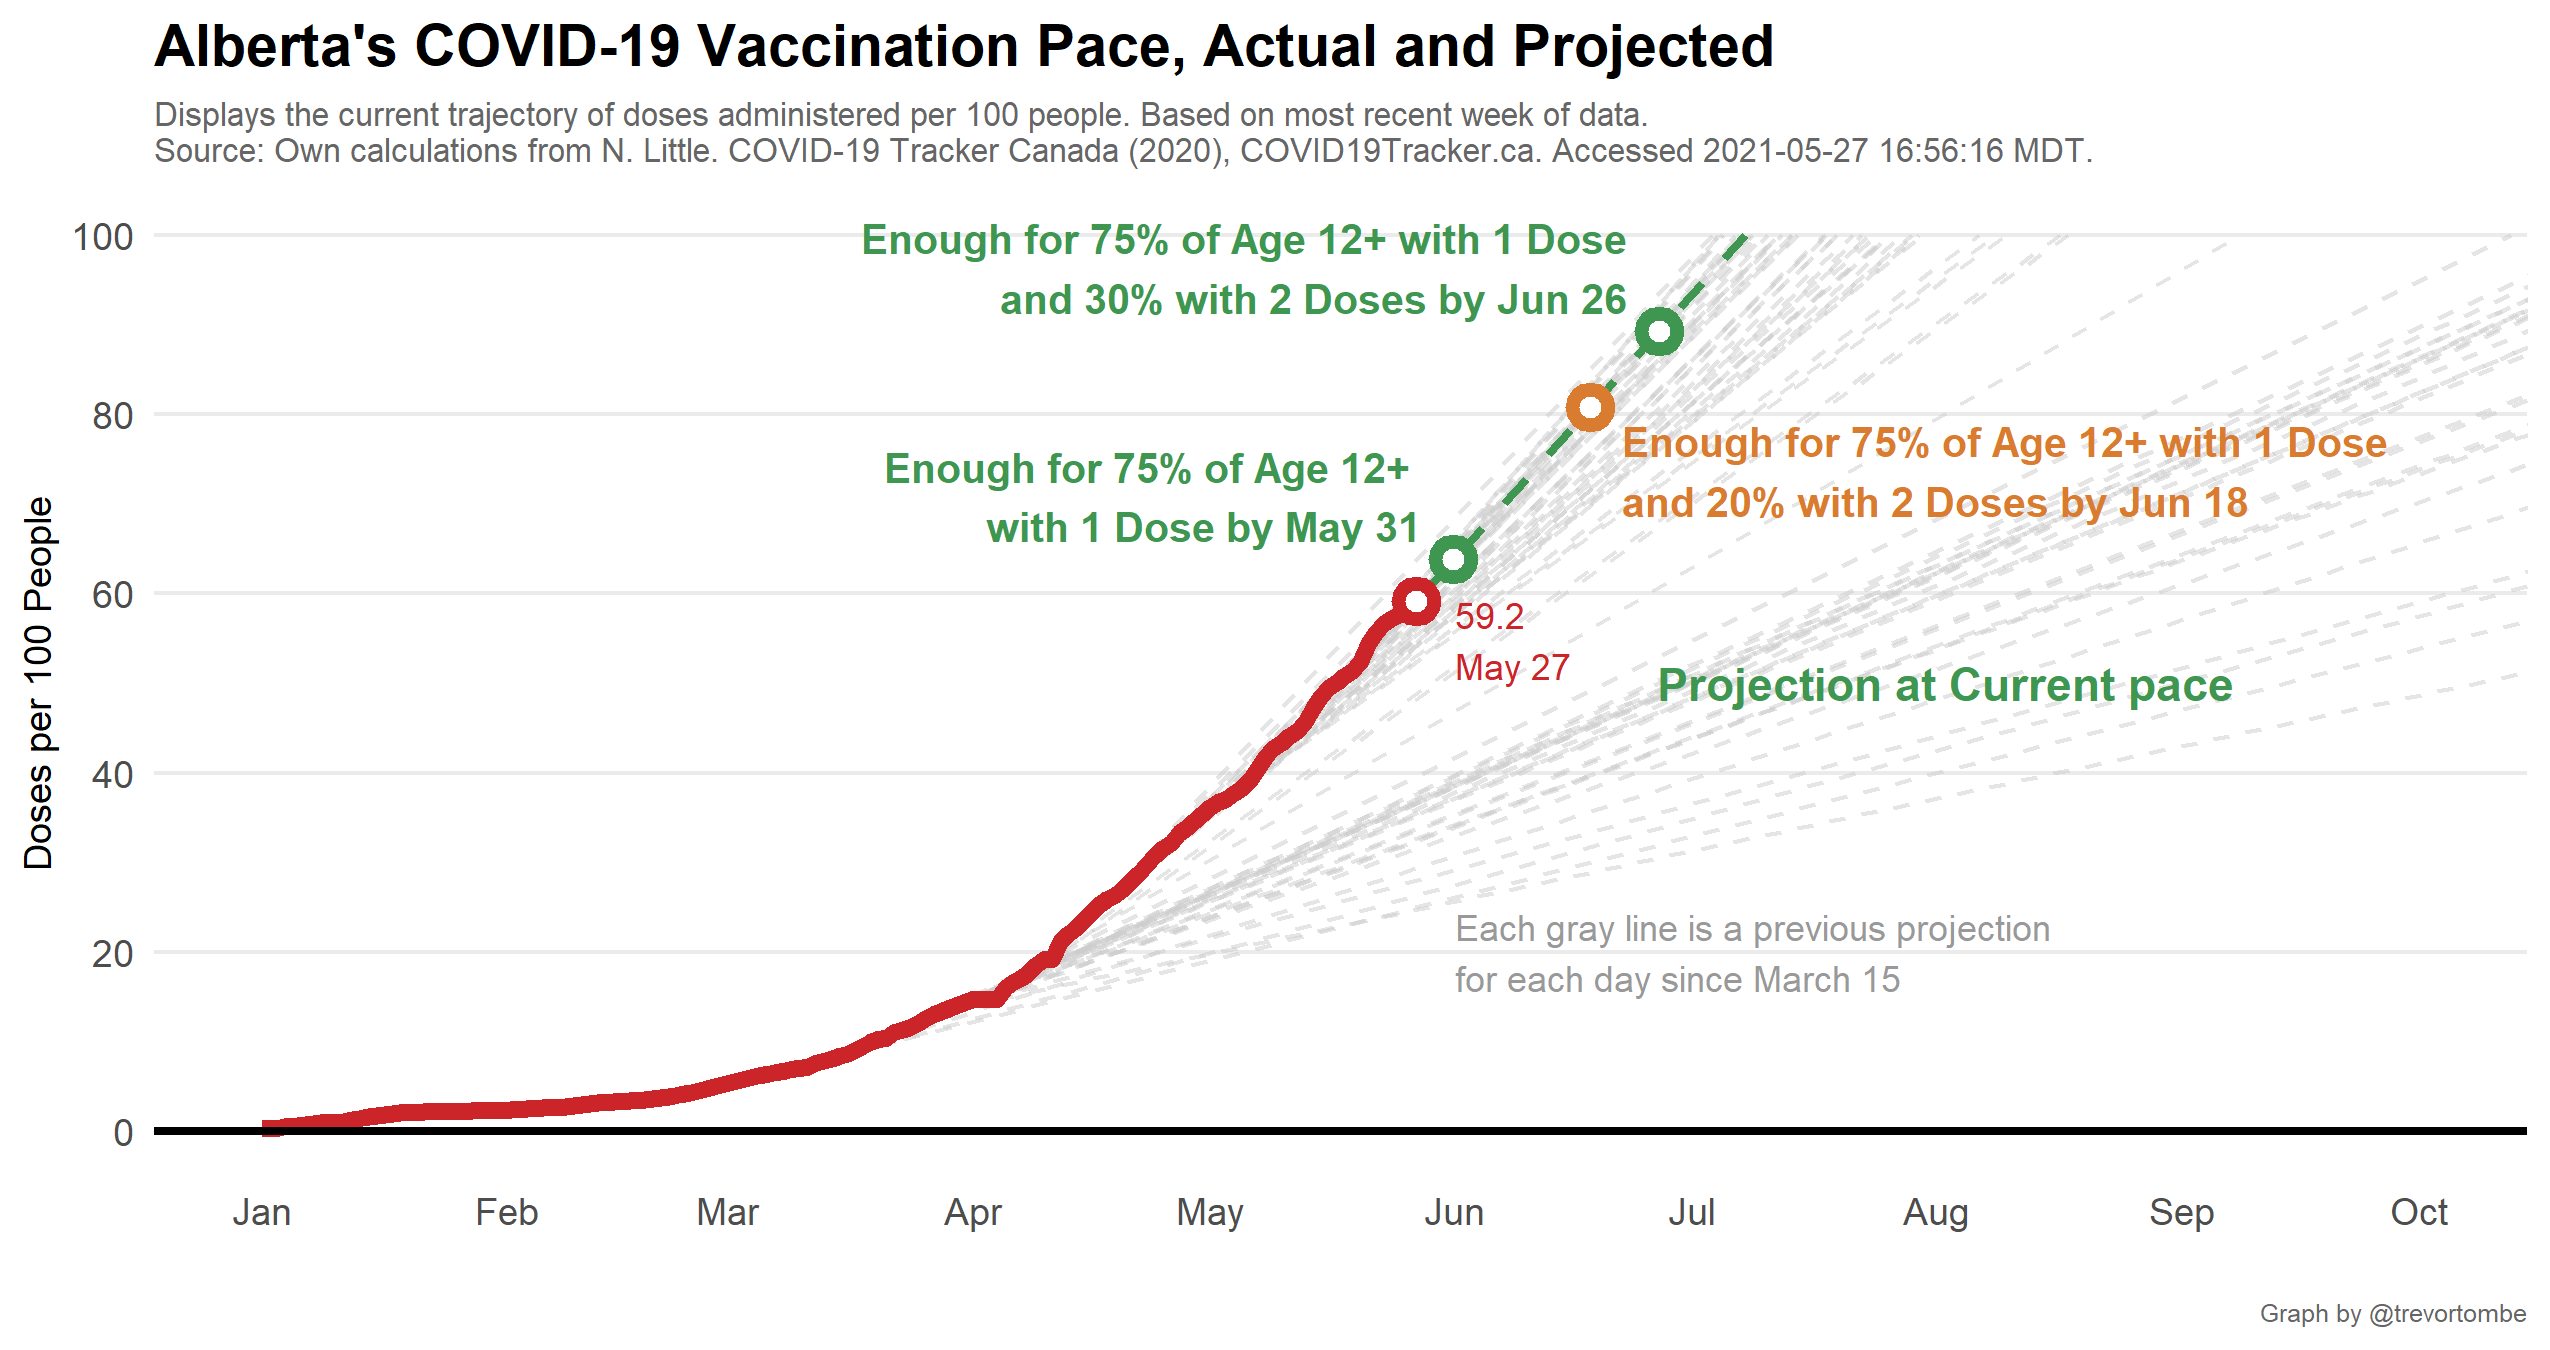 Alberta's COVID-19 Vaccination Pace, Actual and Projected
Displays the current trajectory of doses administered per 100 people. Based on most recent week of data.
Source: Own calculations from N. Little. COVID-19 Tracker Canada (2020), COVID19Tracker.ca. Accessed 2021-05-27 16:56:16 MDT.
Doses per 100 People
100
80
60
40
20
0
Enough for 75% of Age 12+ with 1 Dose
and 30% with 2 Doses by Jun 26
Enough for 75% of Age 12+ with 1 Dose
and 20% with 2 Doses by Jun 18
Enough for 75% of Age 12+
with 1 Dose by May 31
59.2
May 27
Projection at Current pace
Each gray line is a previous projection
for each day since March 15
Jan Feb Mar Apr May Jun Jul Aug Sep Oct
Graph by @trevortombe